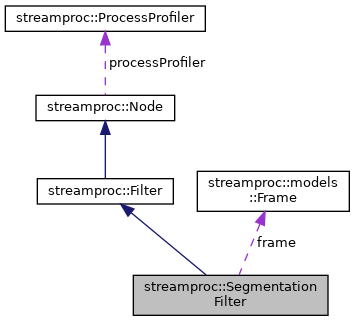 streamproc::ProcessProfiler
processProfiler
streamproc::Node
streamproc::Filter
streamproc::models
::Frame
frame
streamproc::Segmentation
Filter